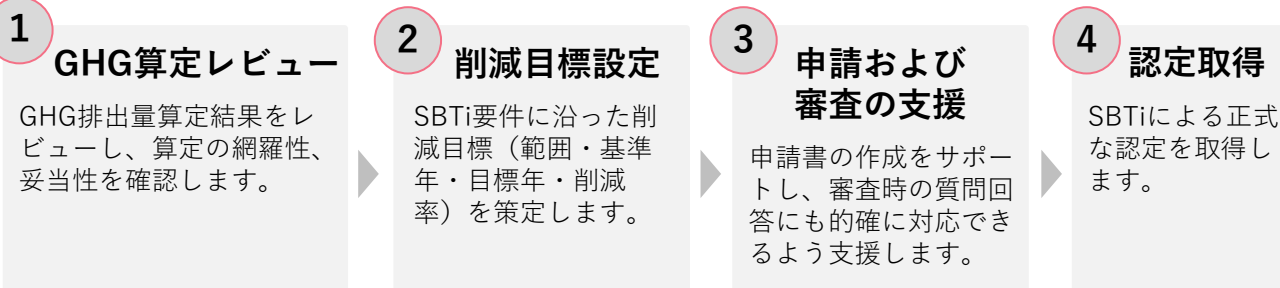 1
GHG算定レビュー
GHG排出量算定結果をレ
ビューし、算定の網羅性、
妥当性を確認します。
2
削減目標設定
SBTi要件に沿った削
減目標（範囲・基準
年・目標年・削減
率）を策定します。
3
申請および
審査の支援
申請書の作成をサポー
トし、審査時の質問回
答にも的確に対応でき
るよう支援します。
4
認定取得
SBTiによる正式
な認定を取得し
ます。